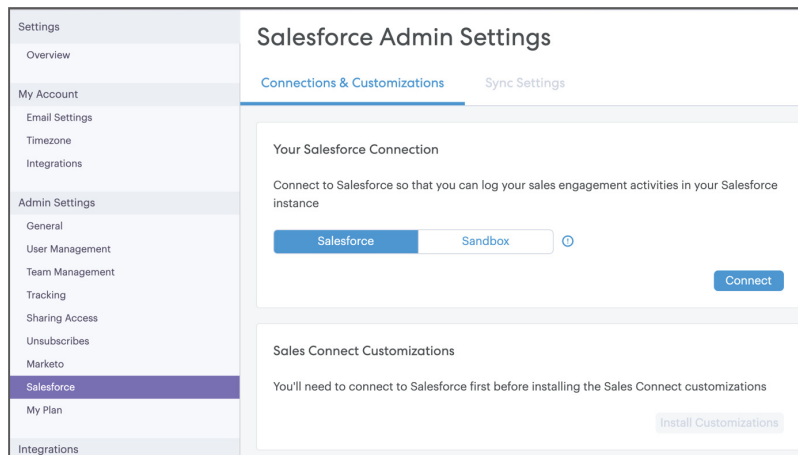 Settings
Overview
My Account
Email Settings
Timezone
Integrations
Admin Settings
General
User Management
Team Management
Tracking
Sharing Access
Unsubscribes
Marketo
Salesforce
My Plan
Integrations
Salesforce Admin Settings
Connections & Customizations
Sync Settings
Your Salesforce Connection
Connect to Salesforce so that you can log your sales engagement activities in your Salesforce
instance
Salesforce
Sandbox
Connect
Sales Connect Customizations
You'll need to connect to Salesforce first before installing the Sales Connect customizations
Install Customizations